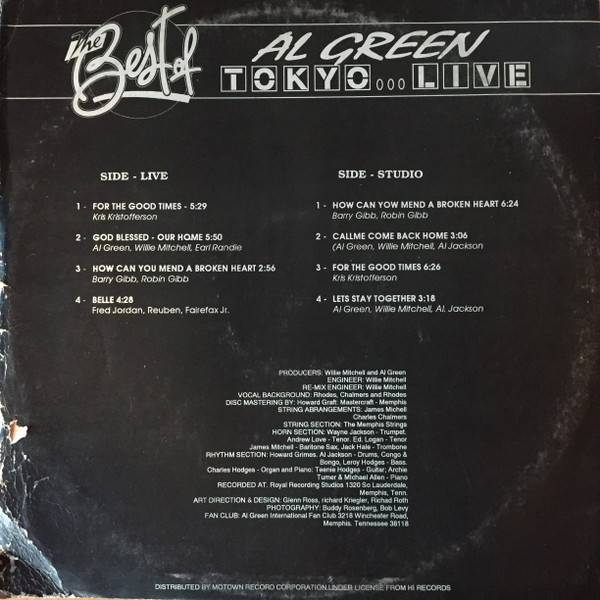 The Best of
AL GREEN
TOKYO...LIVE
SIDE - LIVE
1 - FOR THE GOOD TIMES - 5:29
Kris Kristofferson
2 - GOD BLESSED - OUR HOME 5:50
Al Green, Willie Mitchell, Earl Randie
3 - HOW CAN YOU MEND A BROKEN HEART 2:56
Barry Gibb, Robin Gibb
4 - BELLE 4:28
Fred Jordan, Reuben, Fairefax Jr.
SIDE - STUDIO
1 - HOW CAN YOW MEND A BROKEN HEART 6:24
Barry Gibb, Robin Gibb
2 - CALLME COME BACK HOME 3:06
(Al Green, Willie Mitchell, Al Jackson
3 - FOR THE GOOD TIMES 6:26
Kris Kristofferson
4 - LETS STAY TOGETHER 3:18
Al Green, Willie Mitchell, Al. Jackson
PRODUCERS: Willie Mitchell and Al Green
ENGINEER: Willie Mitchell
RE-MIX ENGINEER: Willie Mitchell
VOCAL BACKGROUND: Rhodes, Chalmers and Rhodes
DISC MASTERING BY: Howard Graft: Mastercraft - Memphis
STRING ABRANGEMENTS: James Michell
Charles Chalmers
STRING SECTION: The Memphis Strings
HORN SECTION: Wayne Jackson - Trumpet.
Andrew Love - Tenor. Ed. Logan - Tenor
James Mitchell - Baritone Sax, Jack Hale - Trombone
RHYTHM SECTION: Howard Grimes. Al Jackson - Drums, Congo &
Bongo, Leroy Hodges - Bass.
Charles Hodges - Organ and Piano: Teenie Hodges - Guitar; Archie
Turner & Michael Allen - Piano
RECORDED AT. Royal Recording Studios 1320 So Lauderdale,
Memphis, Tenn.
ART DIRECTION & DESIGN: Glenn Ross, richard Kriegler, Richad Roth
PHOTOGRAPHY: Buddy Rosenberg, Bob Levy
FAN CLUB: Al Green International Fan Club 3218 Winchester Road,
Memphis. Tennessee 38118
DISTRIBUTED BY MOTOWN RECORD CORPORATION UNDER LICENSE FROM HI RECORDS